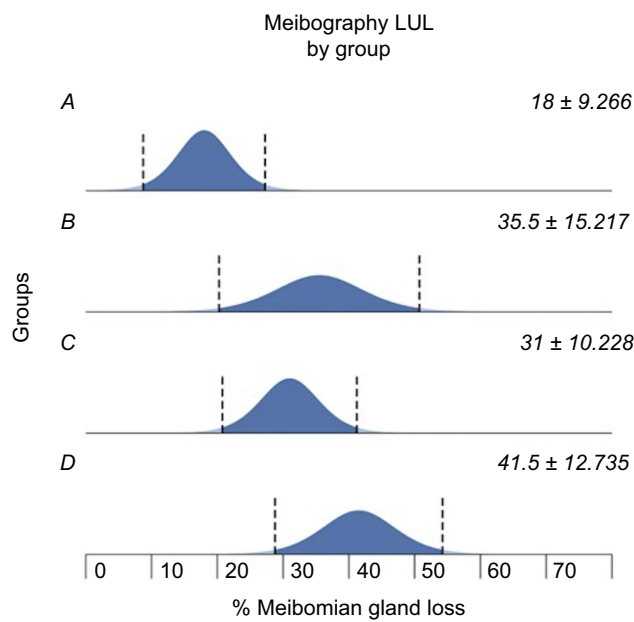 Meibography LUL
by group
A
18 ± 9.266
B
35.5 ± 15.217
Groups
C
31 ± 10.228
D
41.5 ± 12.735
0 10 20 30 40 50 60 70
% Meibomian gland loss